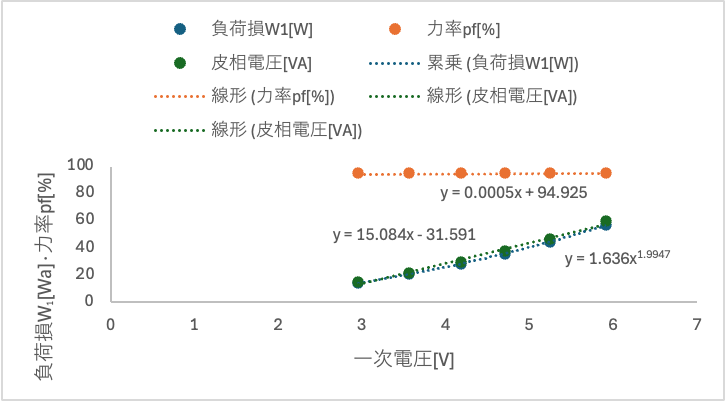 負荷損W1[W] 力率pf[%]
皮相電圧[VA] 累乗 (負荷損W1[W])
線形 (力率pf[%]) 線形 (皮相電圧[VA])
線形 (皮相電圧[VA])
負荷損W₁[Wa]·力率pf[%]
100
80
60
40
20
0
y = 0.0005x + 94.925
y = 15.084x - 31.591
y = 1.636x^1.9947
0 1 2 3 4 5 6 7
一次電圧[V]